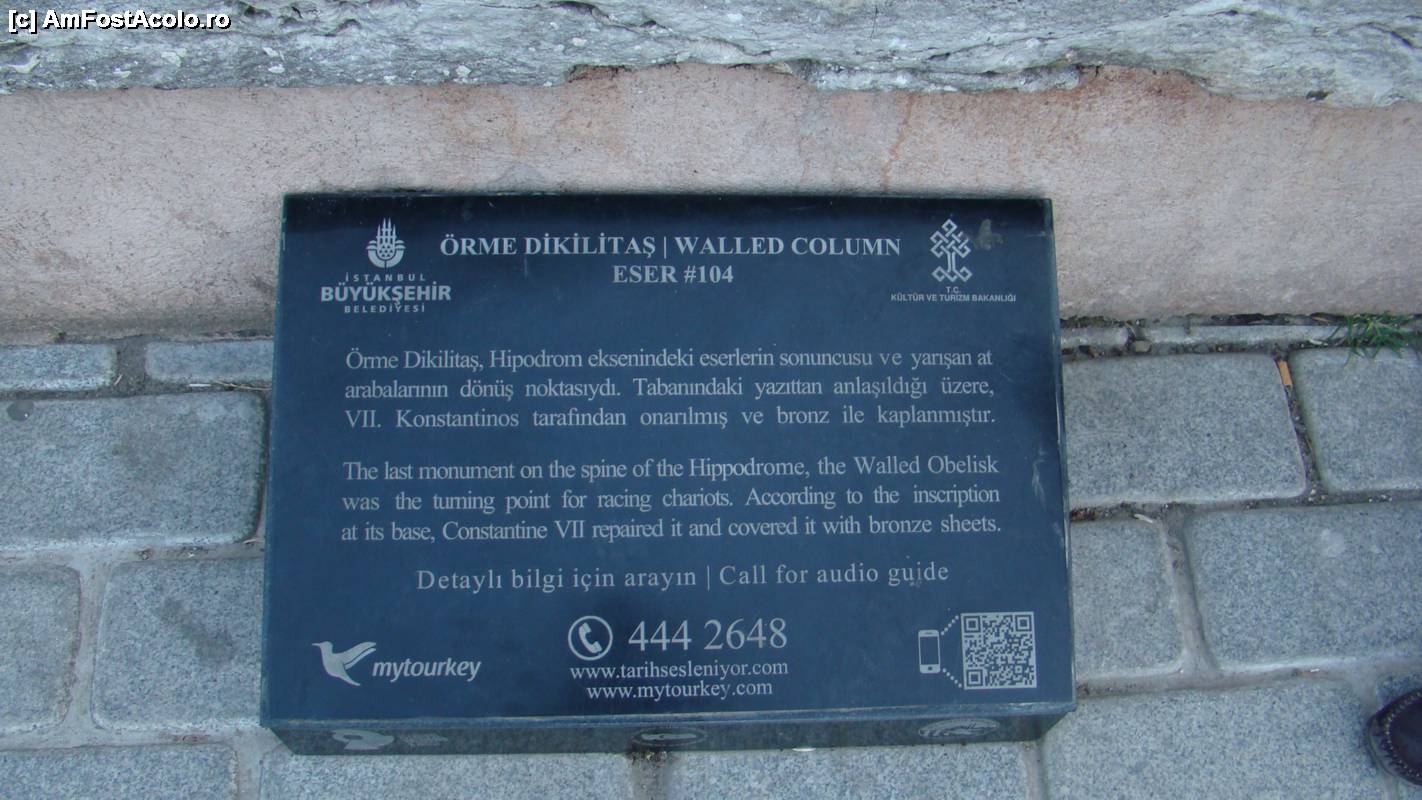 [c] AmFostAcolo.ro
ÖRME DİKİLİTAŞ | WALLED COLUMN
ESER #104
İSTANBUL
BÜYÜKŞEHİR
BELEDİYESİ
T.C.
KÜLTÜR VE TURİZM BAKANLIĞI
Örme Dikilitaş, Hipodrom eksenindeki eserlerin sonuncusu ve yarışan at
arabalarının dönüş noktasıydı. Tabanındaki yazıttan anlaşıldığı üzere,
VII. Konstantinos tarafından onarılmış ve bronz ile kaplanmıştır.
The last monument on the spine of the Hippodrome, the Walled Obelisk
was the turning point for racing chariots. According to the inscription
at its base, Constantine VII repaired it and covered it with bronze sheets.
Detaylı bilgi için arayın | Call for audio guide
444 2648
www.tarihsesleniyor.com
www.mytourkey.com
mytourkey